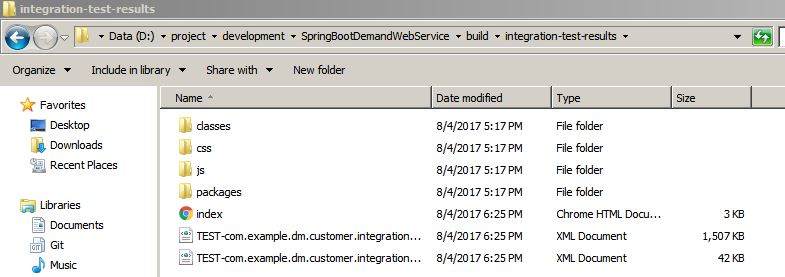 integration-test-results
Data (D:) project development SpringBootDemandWebService build integration-test-results
Organize Include in library Share with New folder
Favorites
Desktop
Downloads
Recent Places
Libraries
Documents
Git
Music
Name Date modified Type Size
classes 8/4/2017 5:17 PM File folder
css 8/4/2017 5:17 PM File folder
js 8/4/2017 5:17 PM File folder
packages 8/4/2017 5:17 PM File folder
index 8/4/2017 6:25 PM Chrome HTML Docu... 3 KB
TEST-com.example.dm.customer.integration... 8/4/2017 6:25 PM XML Document 1,507 KB
TEST-com.example.dm.customer.integration... 8/4/2017 6:25 PM XML Document 42 KB